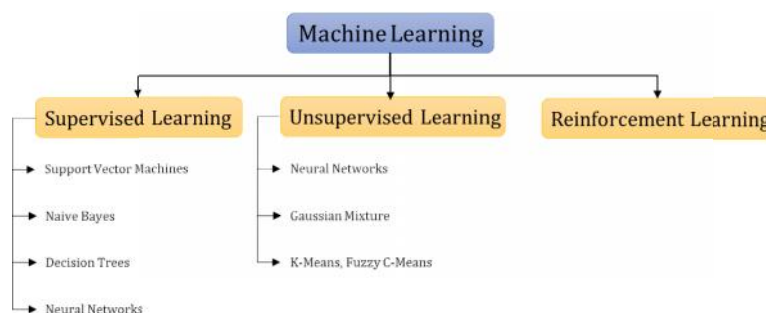 Machine Learning
Supervised Learning
Unsupervised Learning
Reinforcement Learning
Support Vector Machines
Neural Networks
Naive Bayes
Gaussian Mixture
Decision Trees
K-Means, Fuzzy C-Means
Neural Networks